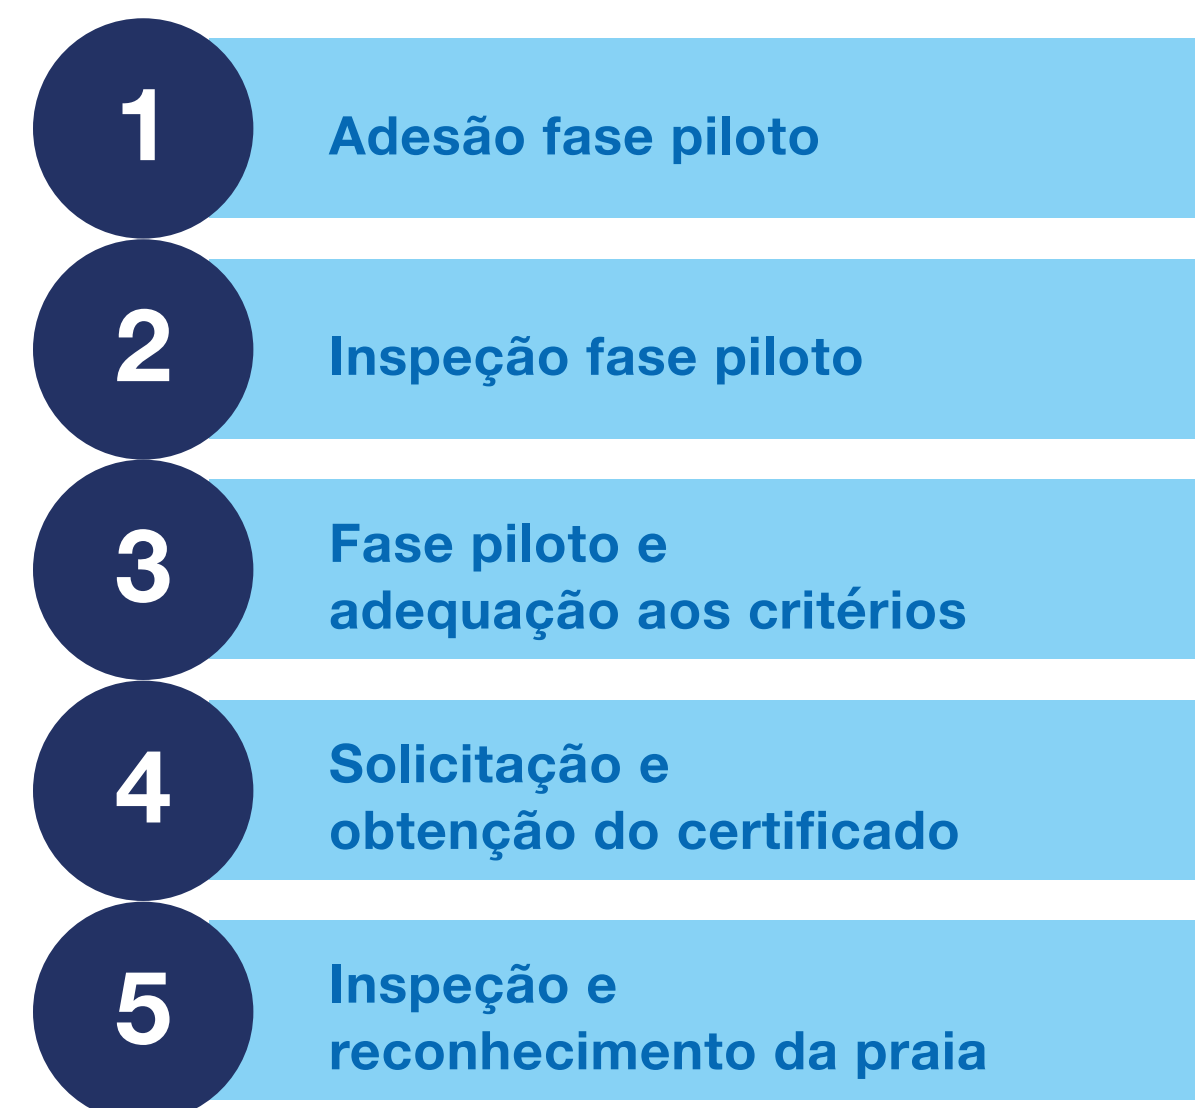 1
Adesão fase piloto
2
Inspeção fase piloto
3
Fase piloto e
adequação aos critérios
4
Solicitação e
obtenção do certificado
5
Inspeção e
reconhecimento da praia